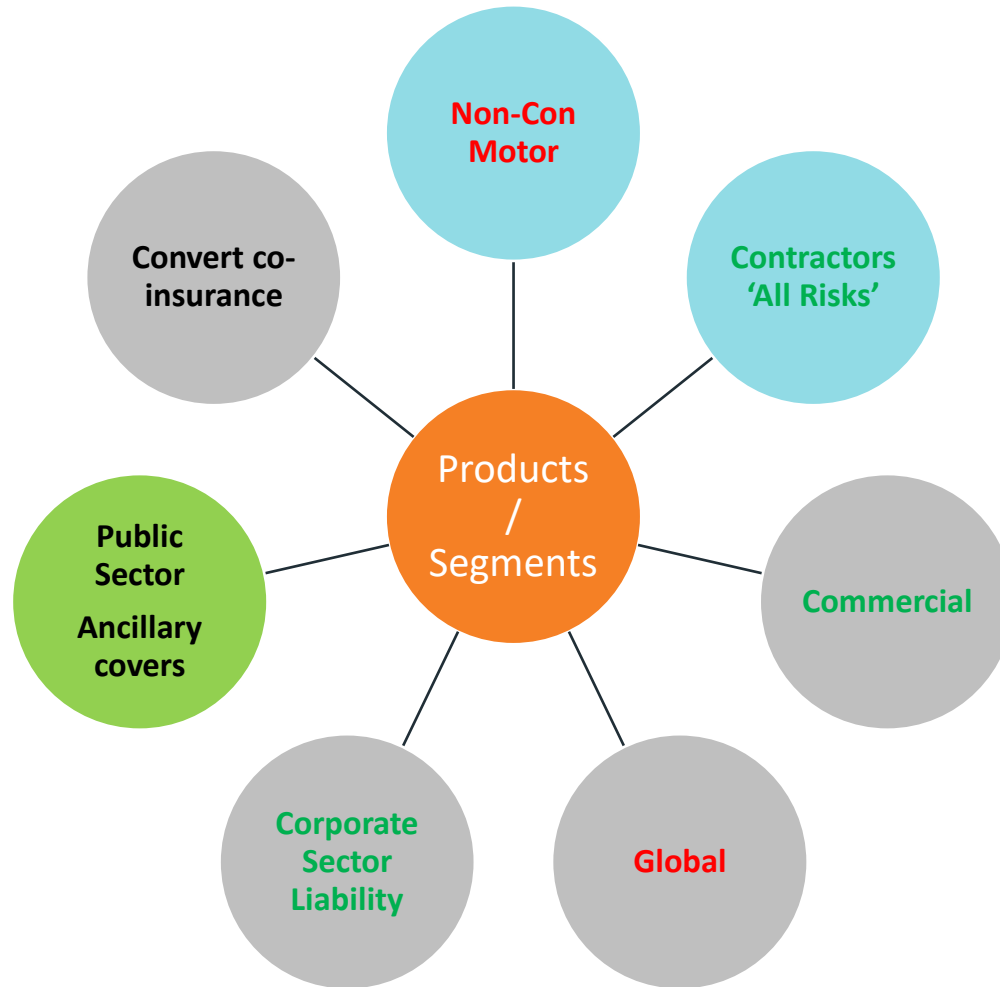 Non-Con
Motor
Convert co-
insurance
Contractors
‘All Risks’
Products
/
Segments
Public
Sector
Ancillary
covers
Commercial
Corporate
Sector
Liability
Global